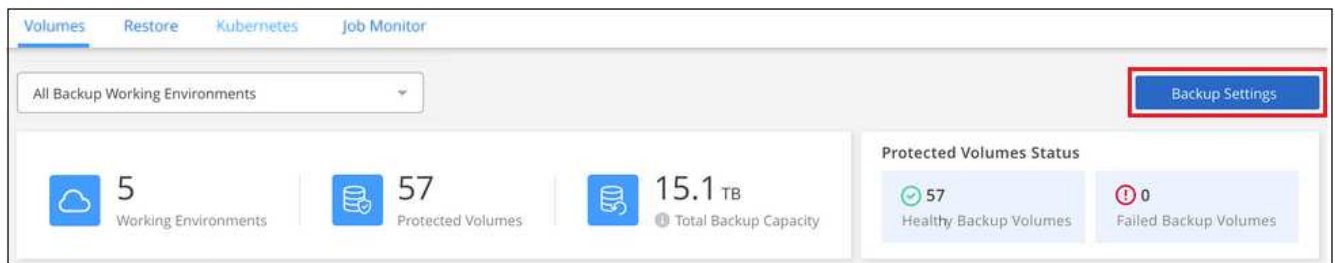 Volumes Restore Kubernetes Job Monitor
All Backup Working Environments
Backup Settings
5
Working Environments
57
Protected Volumes
15.1 TB
Total Backup Capacity
Protected Volumes Status
57
Healthy Backup Volumes
0
Failed Backup Volumes